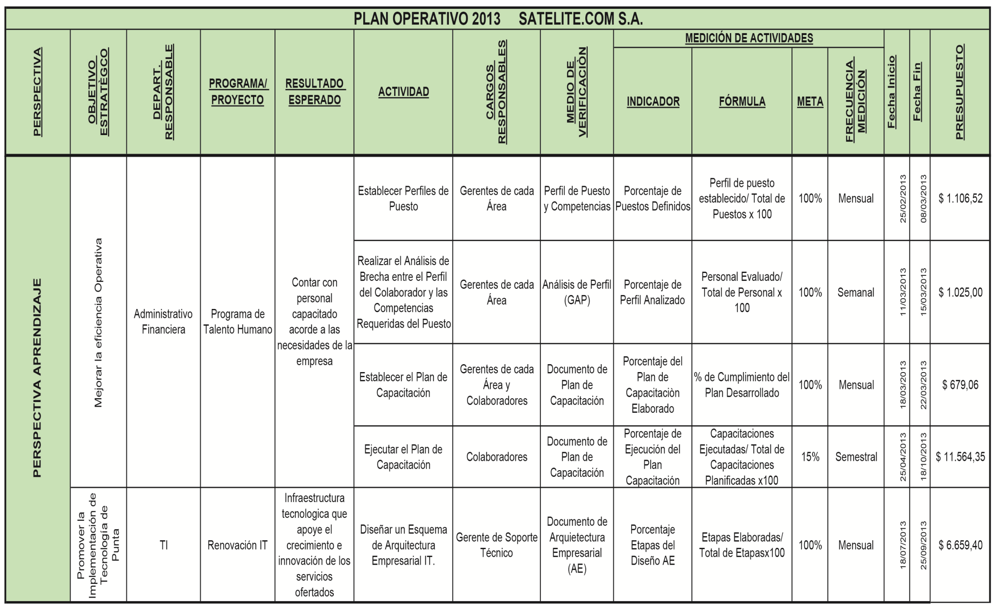 PLAN OPERATIVO 2013 SATELITE.COM S.A.
PERSPECTIVA
OBJETIVO
ESTRATÈGCO
DEPART.
RESPONSABLE
PROGRAMA/
PROYECTO
RESULTADO
ESPERADO
ACTIVIDAD
CARGOS
RESPONSABLES
MEDIO DE
VERIFICACIÒN
MEDICIÓN DE ACTIVIDADES
INDICADOR
FÓRMULA
META
FRECUENCIA
MEDICIÓN
Fecha Inicio
Fecha Fin
PRESUPUESTO
PERSPECTIVA APRENDIZAJE
Mejorar la eficiencia Operativa
Administrativo
Financiera
Programa de
Talento Humano
Contar con
personal
capacitado
acorde a las
necesidades de la
empresa
Establecer Perfiles de
Puesto
Gerentes de cada
Área
Perfil de Puesto
y Competencias
Porcentaje de
Puestos Definidos
Perfil de puesto
establecido/ Total de
Puestos x 100
100%
Mensual
25/02/2013
08/03/2013
$ 1.106,52
Realizar el Análisis de
Brecha entre el Perfil
del Colaborador y las
Competencias
Requeridas del Puesto
Gerentes de cada
Área
Análisis de Perfil
(GAP)
Porcentaje de
Perfil Analizado
Personal Evaluado/
Total de Personal x
100
100%
Semanal
11/03/2013
15/03/2013
$ 1.025,00
Establecer el Plan de
Capacitación
Gerentes de cada
Área y
Colaboradores
Documento de
Plan de
Capacitación
Porcentaje del
Plan de
Capacitaciòn
Elaborado
% de Cumplimiento del
Plan Desarrollado
100%
Mensual
18/03/2013
22/03/2013
$ 679,06
Ejecutar el Plan de
Capacitación
Colaboradores
Documento de
Plan de
Capacitación
Porcentaje de
Ejecución del
Plan
Capacitación
Capacitaciones
Ejecutadas/ Total de
Capacitaciones
Planificadas x100
15%
Semestral
25/04/2013
18/10/2013
$ 11.564,35
Promover la
Implementación de
Tecnología de
Punta
TI
Renovación IT
Infraestructura
tecnologica que
apoye el
crecimiento e
innovación de los
servicios
ofertados
Diseñar un Esquema
de Arquitectura
Empresarial IT.
Gerente de Soporte
Técnico
Documento de
Arquietectura
Empresarial
(AE)
Porcentaje
Etapas del
Diseño AE
Etapas Elaboradas/
Total de Etapasx100
100%
Mensual
18/07/2013
25/09/2013
$ 6.659,40